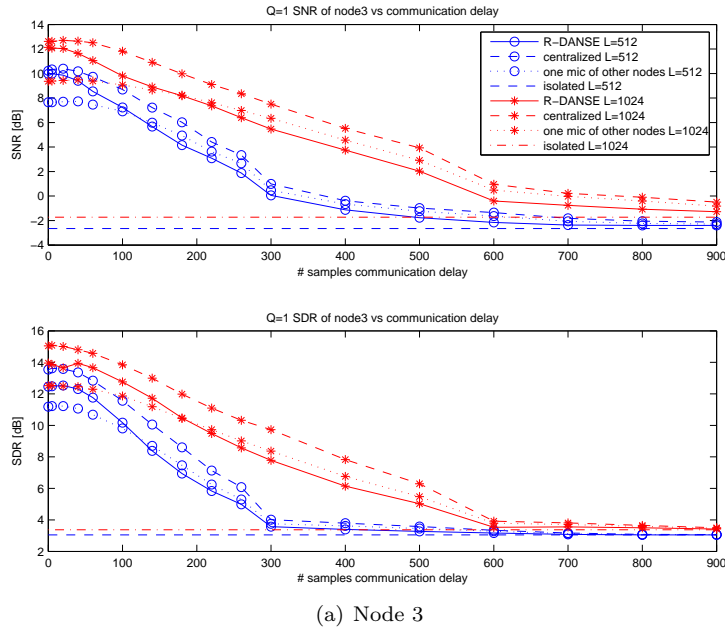 Q=1 SNR of node3 vs communication delay
14
12
10
8
6
4
2
0
−2
−4
SNR [dB]
R−DANSE L=512
centralized L=512
one mic of other nodes L=512
isolated L=512
R−DANSE L=1024
centralized L=1024
one mic of other nodes L=1024
isolated L=1024
0 100 200 300 400 500 600 700 800 900
# samples communication delay
Q=1 SDR of node3 vs communication delay
16
14
12
10
8
6
4
2
SDR [dB]
0 100 200 300 400 500 600 700 800 900
# samples communication delay
(a) Node 3